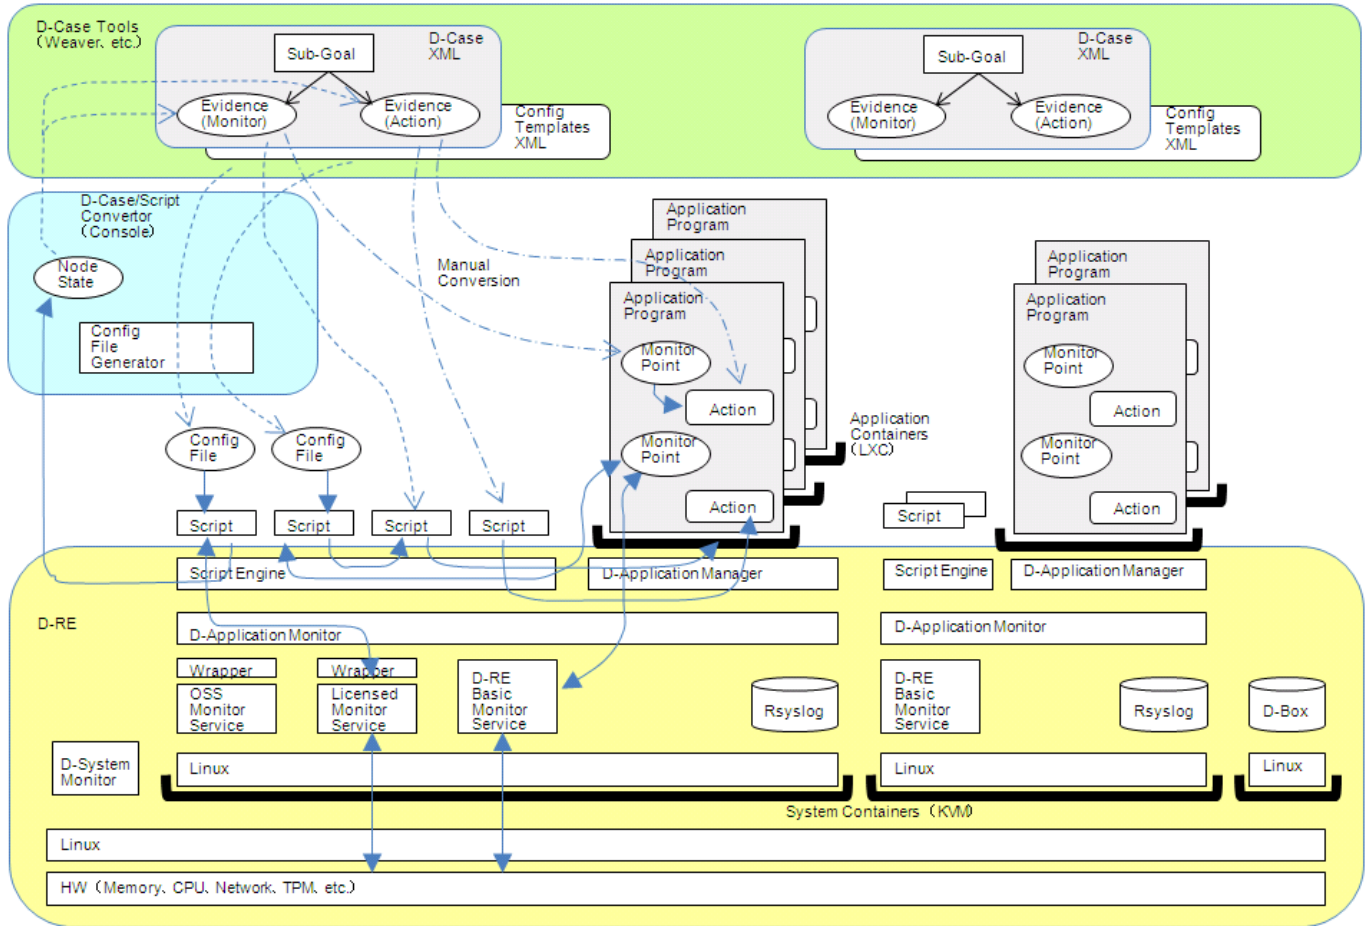 D-Case Tools
（Weaver、etc.）
Sub-Goal
D-Case
XML
Evidence
(Monitor)
Evidence
(Action)
Config
Templates
XML
Sub-Goal
D-Case
XML
Evidence
(Monitor)
Evidence
(Action)
Config
Templates
XML
D-Case/Script
Convertor
（Console）
Node
State
Config
File
Generator
Manual
Conversion
Application
Program
Application
Program
Application
Program
Monitor
Point
Action
Monitor
Point
Action
Application
Containers
（LXC）
Application
Program
Application
Program
Monitor
Point
Action
Monitor
Point
Action
Config
File
Config
File
Script
Script
Script
Script
Script
Script Engine
D-Application Manager
Script Engine
D-Application Manager
D-RE
D-Application Monitor
D-Application Monitor
Wrapper
OSS
Monitor
Service
Wrapper
Licensed
Monitor
Service
D-RE
Basic
Monitor
Service
Rsyslog
D-RE
Basic
Monitor
Service
Rsyslog
D-Box
D-System
Monitor
Linux
Linux
Linux
System Containers（KVM）
Linux
HW（Memory、CPU、Network、TPM、etc.）